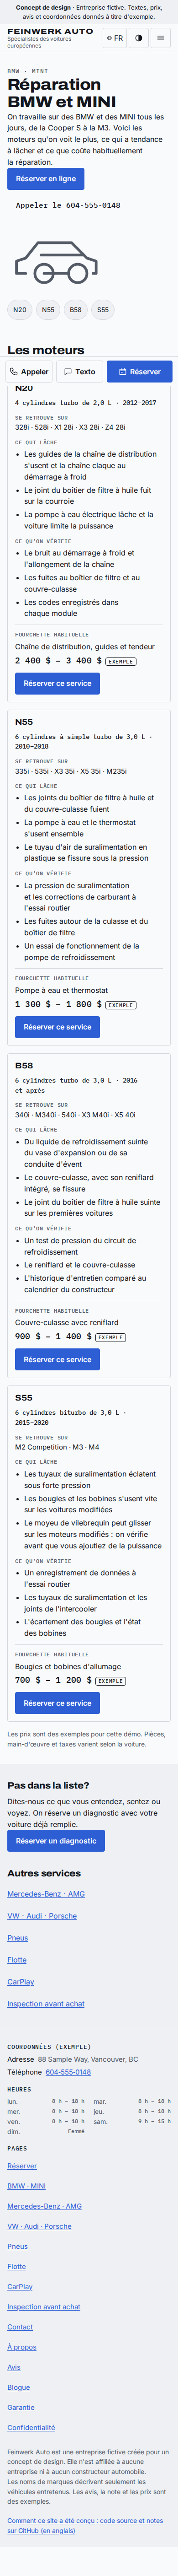 Concept de design · Entreprise fictive. Textes, prix,
avis et coordonnées donnés à titre d'exemple.
FEINWERK AUTO
Spécialistes des voitures
européennes
FR
BMW · MINI
Réparation
BMW et MINI
On travaille sur des BMW et des MINI tous les
jours, de la Cooper S à la M3. Voici les
moteurs qu'on voit le plus, ce qui a tendance
à lâcher et ce que coûte habituellement
la réparation.
Réserver en ligne
Appeler le 604-555-0148
N20
N55
B58
S55
Les moteurs
Appeler
Texto
Réserver
N20
4 cylindres turbo de 2,0 L · 2012–2017
SE RETROUVE SUR
328i · 528i · X1 28i · X3 28i · Z4 28i
CE QUI LÂCHE
Les guides de la chaîne de distribution
s'usent et la chaîne claque au
démarrage à froid
Le joint du boîtier de filtre à huile fuit
sur la courroie
La pompe à eau électrique lâche et la
voiture limite la puissance
CE QU'ON VÉRIFIE
Le bruit au démarrage à froid et
l'allongement de la chaîne
Les fuites au boîtier de filtre et au
couvre-culasse
Les codes enregistrés dans
chaque module
FOURCHETTE HABITUELLE
Chaîne de distribution, guides et tendeur
2 400 $ – 3 400 $ EXEMPLE
Réserver ce service
N55
6 cylindres à simple turbo de 3,0 L ·
2010–2018
SE RETROUVE SUR
335i · 535i · X3 35i · X5 35i · M235i
CE QUI LÂCHE
Les joints du boîtier de filtre à huile et
du couvre-culasse fuient
La pompe à eau et le thermostat
s'usent ensemble
Le tuyau d'air de suralimentation en
plastique se fissure sous la pression
CE QU'ON VÉRIFIE
La pression de suralimentation
et les corrections de carburant à
l'essai routier
Les fuites autour de la culasse et du
boîtier de filtre
Un essai de fonctionnement de la
pompe de refroidissement
FOURCHETTE HABITUELLE
Pompe à eau et thermostat
1 300 $ – 1 800 $ EXEMPLE
Réserver ce service
B58
6 cylindres turbo de 3,0 L · 2016
et après
SE RETROUVE SUR
340i · M340i · 540i · X3 M40i · X5 40i
CE QUI LÂCHE
Du liquide de refroidissement suinte
du vase d'expansion ou de sa
conduite d'évent
Le couvre-culasse, avec son reniflard
intégré, se fissure
Le joint du boîtier de filtre à huile suinte
sur les premières voitures
CE QU'ON VÉRIFIE
Un test de pression du circuit de
refroidissement
Le reniflard et le couvre-culasse
L'historique d'entretien comparé au
calendrier du constructeur
FOURCHETTE HABITUELLE
Couvre-culasse avec reniflard
900 $ – 1 400 $ EXEMPLE
Réserver ce service
S55
6 cylindres biturbo de 3,0 L ·
2015–2020
SE RETROUVE SUR
M2 Competition · M3 · M4
CE QUI LÂCHE
Les tuyaux de suralimentation éclatent
sous forte pression
Les bougies et les bobines s'usent vite
sur les voitures modifiées
Le moyeu de vilebrequin peut glisser
sur les moteurs modifiés : on vérifie
avant que vous ajoutiez de la puissance
CE QU'ON VÉRIFIE
Un enregistrement de données à
l'essai routier
Les tuyaux de suralimentation et les
joints de l'intercooler
L'écartement des bougies et l'état
des bobines
FOURCHETTE HABITUELLE
Bougies et bobines d'allumage
700 $ – 1 200 $ EXEMPLE
Réserver ce service
Les prix sont des exemples pour cette démo. Pièces,
main-d'œuvre et taxes varient selon la voiture.
Pas dans la liste?
Dites-nous ce que vous entendez, sentez ou
voyez. On réserve un diagnostic avec votre
voiture déjà remplie.
Réserver un diagnostic
Autres services
Mercedes-Benz · AMG
VW · Audi · Porsche
Pneus
Flotte
CarPlay
Inspection avant achat
COORDONNÉES (EXEMPLE)
Adresse 88 Sample Way, Vancouver, BC
Téléphone 604-555-0148
HEURES
lun. 8 h – 18 h mar. 8 h – 18 h
mer. 8 h – 18 h jeu. 8 h – 18 h
ven. 8 h – 18 h sam. 9 h – 15 h
dim. Fermé
PAGES
Réserver
BMW · MINI
Mercedes-Benz · AMG
VW · Audi · Porsche
Pneus
Flotte
CarPlay
Inspection avant achat
Contact
À propos
Avis
Blogue
Garantie
Confidentialité
Feinwerk Auto est une entreprise fictive créée pour un
concept de design. Elle n'est affiliée à aucune
entreprise ni à aucun constructeur automobile.
Les noms de marques décrivent seulement les
véhicules entretenus. Les avis, la note et les prix sont
des exemples.
Comment ce site a été conçu : code source et notes
sur GitHub (en anglais)